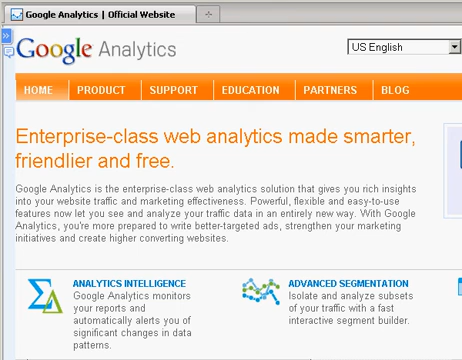 Google Analytics | Official Website
Google Analytics
US English
HOME PRODUCT SUPPORT EDUCATION PARTNERS BLOG
Enterprise-class web analytics made smarter,
friendlier and free.
Google Analytics is the enterprise-class web analytics solution that gives you rich insights
into your website traffic and marketing effectiveness. Powerful, flexible and easy-to-use
features now let you see and analyze your traffic data in an entirely new way. With Google
Analytics, you're more prepared to write better-targeted ads, strengthen your marketing
initiatives and create higher converting websites.
ANALYTICS INTELLIGENCE
Google Analytics monitors
your reports and
automatically alerts you of
significant changes in data
patterns.
ADVANCED SEGMENTATION
Isolate and analyze subsets
of your traffic with a fast
interactive segment builder.